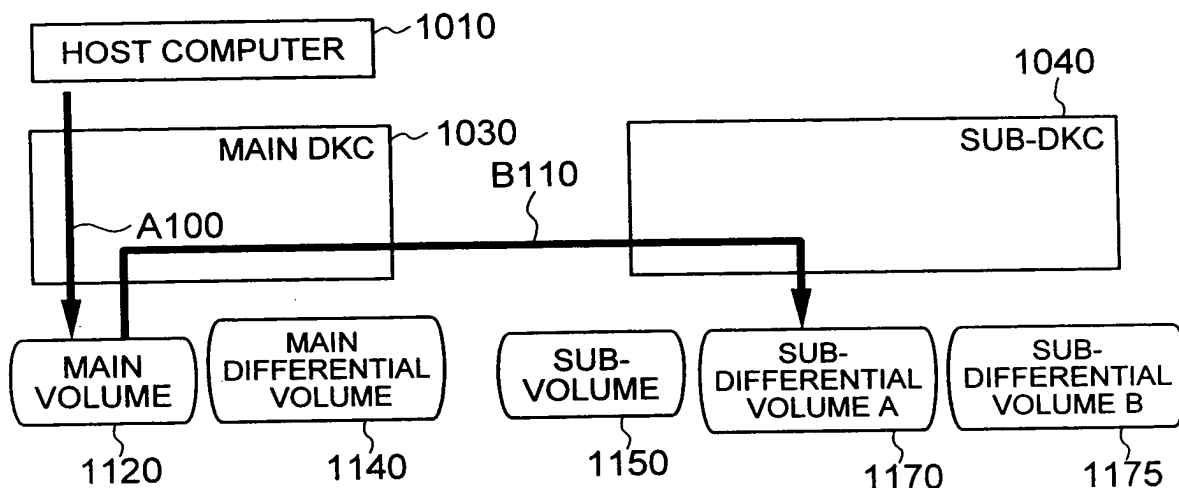 HOST COMPUTER
1010
1040
MAIN DKC
1030
SUB-DKC
B110
A100
MAIN
VOLUME
MAIN
DIFFERENTIAL
VOLUME
SUB-
VOLUME
SUB-
DIFFERENTIAL
VOLUME A
SUB-
DIFFERENTIAL
VOLUME B
1120
1140
1150
1170
1175